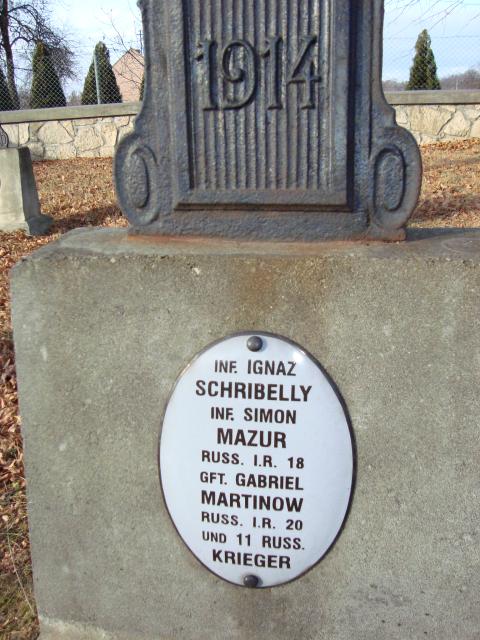 1914
INF. IGNAZ
SCHRIBELLY
INF. SIMON
MAZUR
RUSS. I.R. 18
GFT. GABRIEL
MARTINOW
RUSS. I.R. 20
UND 11 RUSS.
KRIEGER